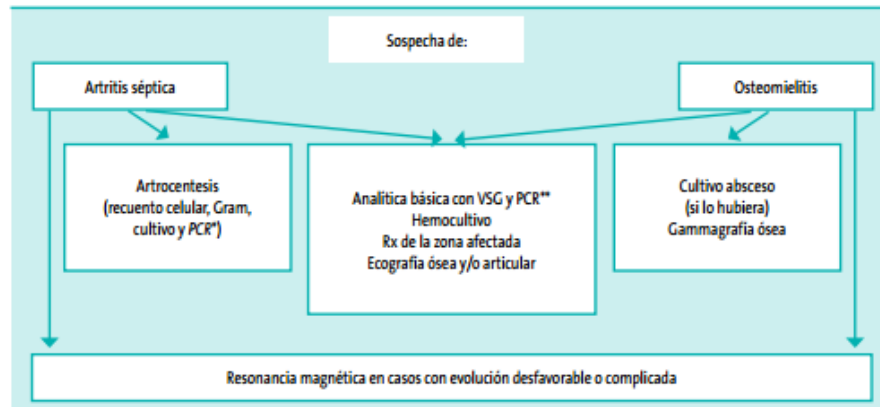 Sospecha de:
Artritis séptica
Osteomielitis
Artrocentesis
(recuento celular, Gram,
cultivo y PCR*)
Analítica básica con VSG y PCR**
Hemocultivo
Rx de la zona afectada
Ecografía ósea y/o articular
Cultivo absceso
(si lo hubiera)
Gammagrafía ósea
Resonancia magnética en casos con evolución desfavorable o complicada